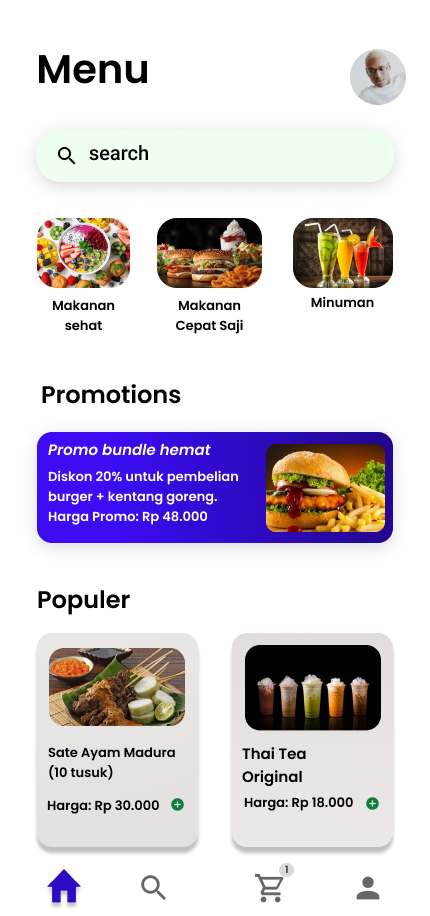 Menu
search
Makanan
sehat
Makanan
Cepat Saji
Minuman
Promotions
Promo bundle hemat
Diskon 20% untuk pembelian
burger + kentang goreng.
Harga Promo: Rp 48.000
Populer
Sate Ayam Madura
(10 tusuk)
Harga: Rp 30.000
Thai Tea
Original
Harga: Rp 18.000
1